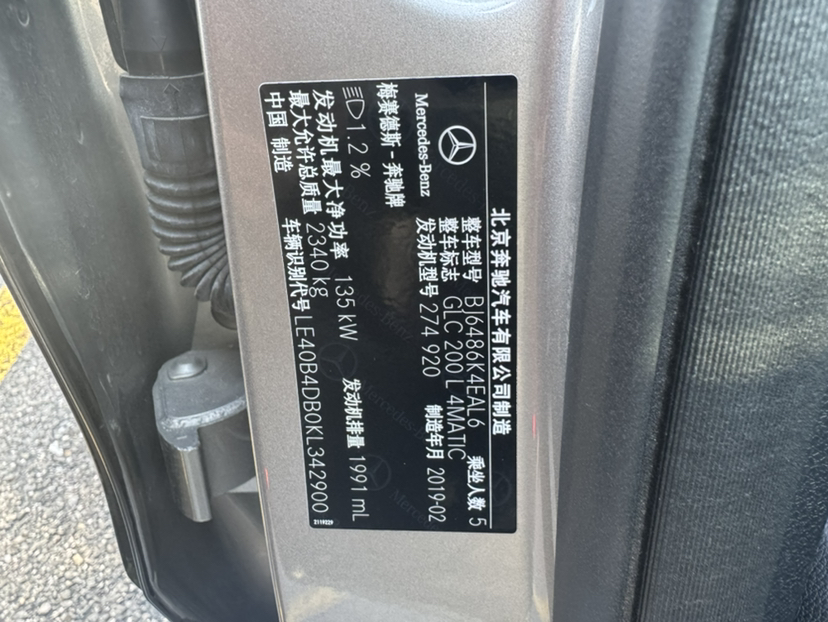 北京奔驰汽车有限公司制造
Mercedes-Benz
梅赛德斯-奔驰牌
整车型号 BJ6486K4EAL6 乘坐人数 5
整车标志 GLC 200 L 4MATIC
发动机型号 274 920 制造年月 2019-02
1.2 %
发动机最大净功率 135 kW 发动机排量 1991 mL
最大允许总质量 2340 kg
中国 制造 车辆识别代号 LE40B4DB0KL342900
Z119229